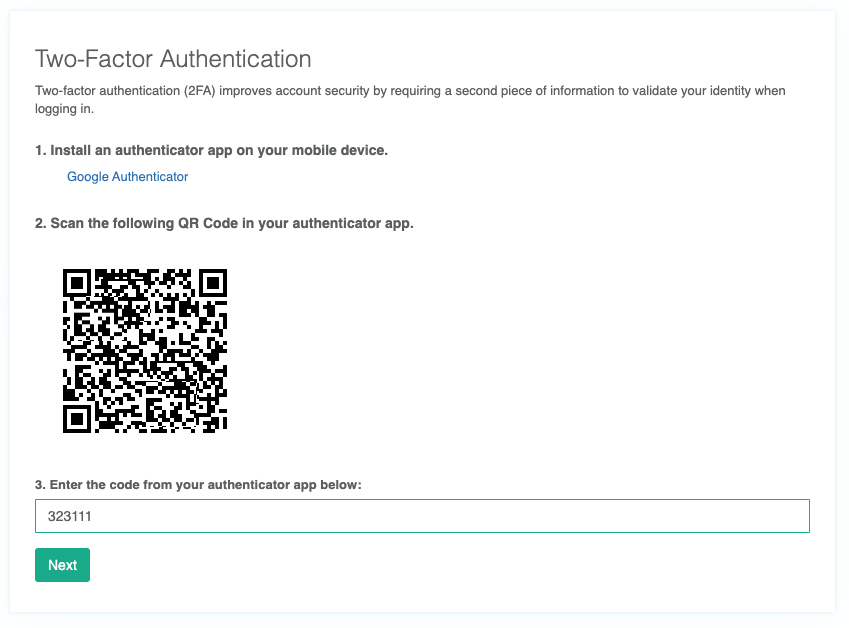 Two-Factor Authentication
Two-factor authentication (2FA) improves account security by requiring a second piece of information to validate your identity when
logging in.
1. Install an authenticator app on your mobile device.
Google Authenticator
2. Scan the following QR Code in your authenticator app.
3. Enter the code from your authenticator app below:
323111
Next